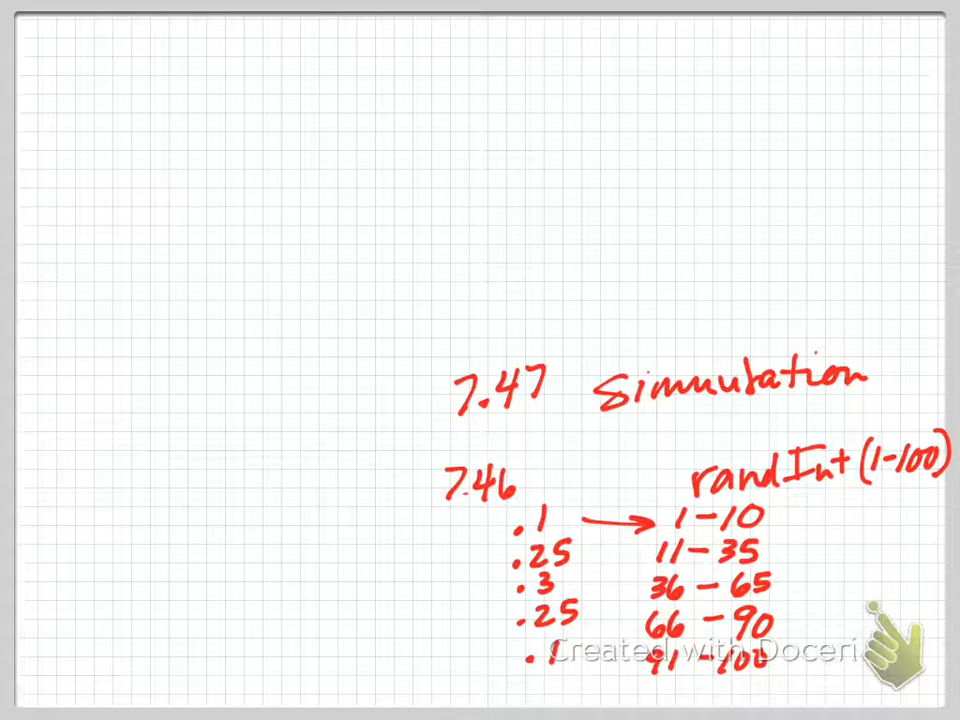 7.47 Simmulation
7.46 randInt (1-100)
.1 → 1-10
.25 11-35
.3 36-65
.25 66-90
.1 91-100
Created with Doceri